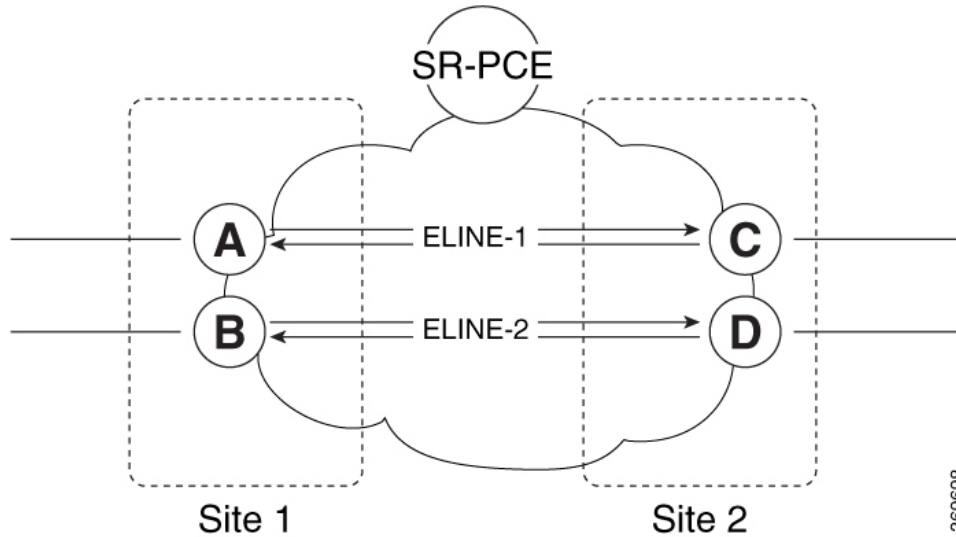 SR-PCE
A
ELINE-1
C
B
ELINE-2
D
Site 1
Site 2